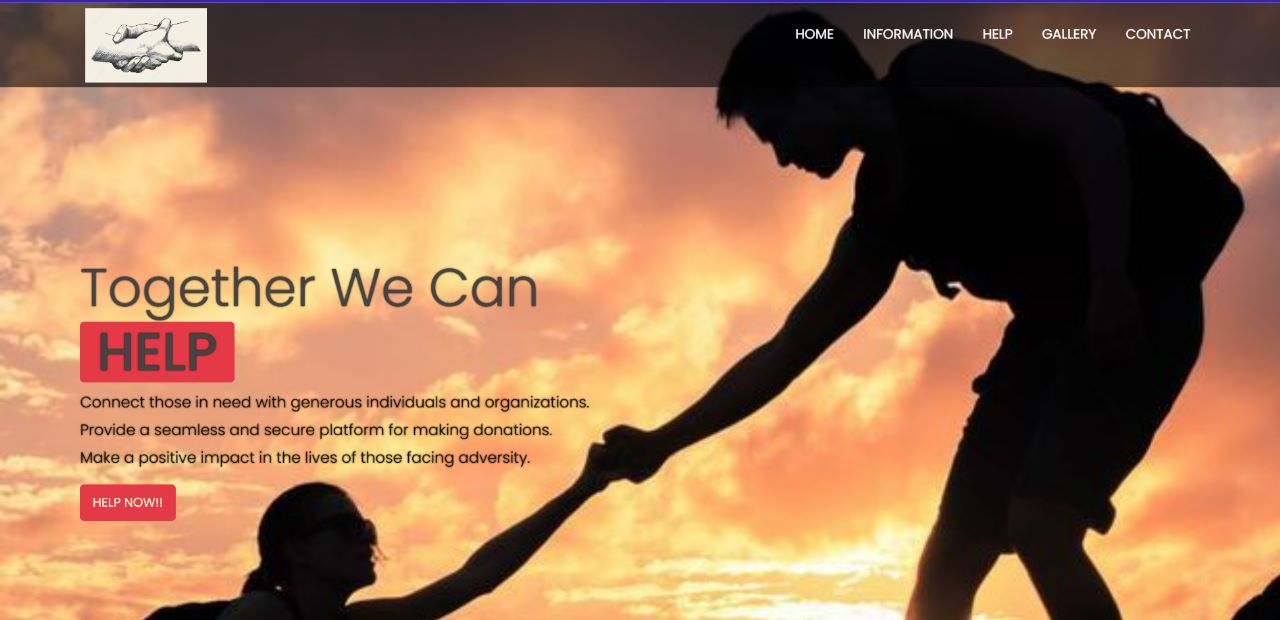 HOME INFORMATION HELP GALLERY CONTACT
Together We Can
HELP
Connect those in need with generous individuals and organizations.
Provide a seamless and secure platform for making donations.
Make a positive impact in the lives of those facing adversity.
HELP NOW!!